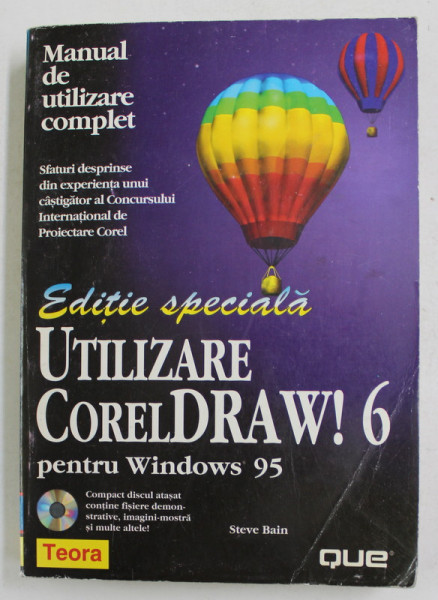 Manual
de
utilizare
complet
Sfaturi desprinse
din experiența unui
câștigător al Concursului
Internațional de
Proiectare Corel
Ediție specială
UTILIZARE
CORELDRAW! 6
pentru Windows® 95
Compact discul atașat
conține fișiere demon-
strative, imagini-mostră
și multe altele!
Steve Bain
Teora
QUE®